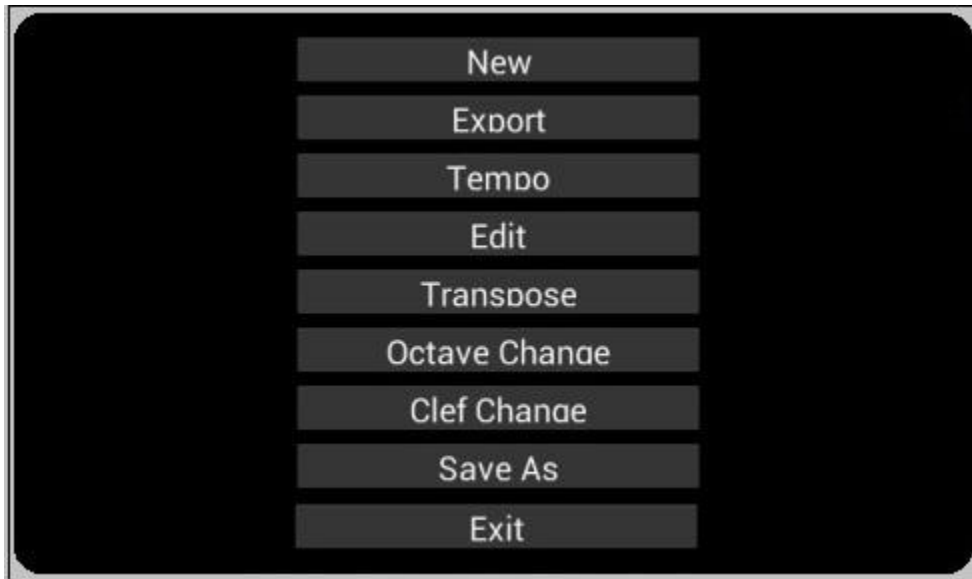 New
Export
Tempo
Edit
Transpose
Octave Change
Clef Change
Save As
Exit